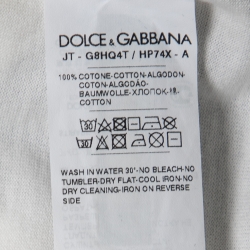 DOLCE & GABBANA
JT - G8HQ4T / HP74X - A
100% COTONE-COTTON-ALGODON-
COTON-ALGODÃO-
BAUMWOLLE-ХЛОПОК-棉-
COTTON
WASH IN WATER 30°-NO BLEACH-NO
TUMBLER-DRY FLAT-COOL IRON-NO
DRY CLEANING-IRON ON REVERSE
SIDE